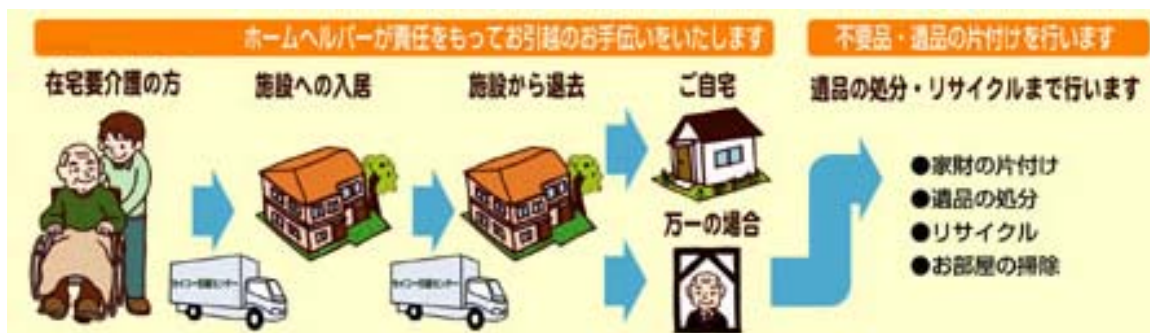 ホームヘルパーが責任をもってお引越のお手伝いをいたします
不要品・遺品の片付けを行います
在宅要介護の方
施設への入居
施設から退去
ご自宅
遺品の処分・リサイクルまで行います
万一の場合
●家財の片付け
●遺品の処分
●リサイクル
●お部屋の掃除